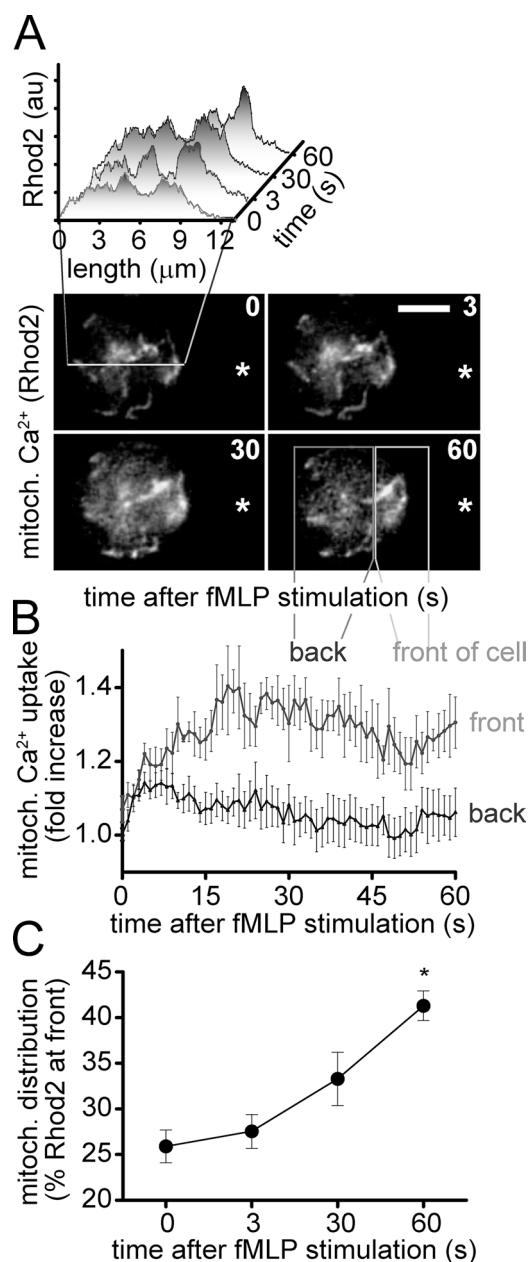 A
Rhod2 (au)
0 3 6 9 12
length (μm)
0 3 30 60
time (s)
mitoch. Ca²⁺ (Rhod2)
0 3
* *
30 60
* *
time after fMLP stimulation (s)
B
back front of cell
mitoch. Ca²⁺ uptake
(fold increase)
1.4
1.2
1.0
front
back
0 15 30 45 60
time after fMLP stimulation (s)
C
mitoch. distribution
(% Rhod2 at front)
45
40
35
30
25
20
*
0 3 30 60
time after fMLP stimulation (s)